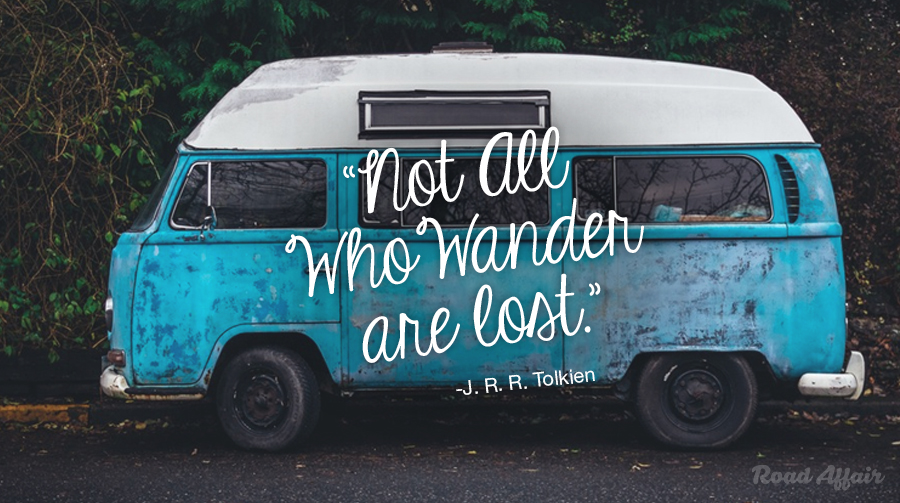 “Not All
Who Wander
are lost.”
-J. R. R. Tolkien
Road Affair